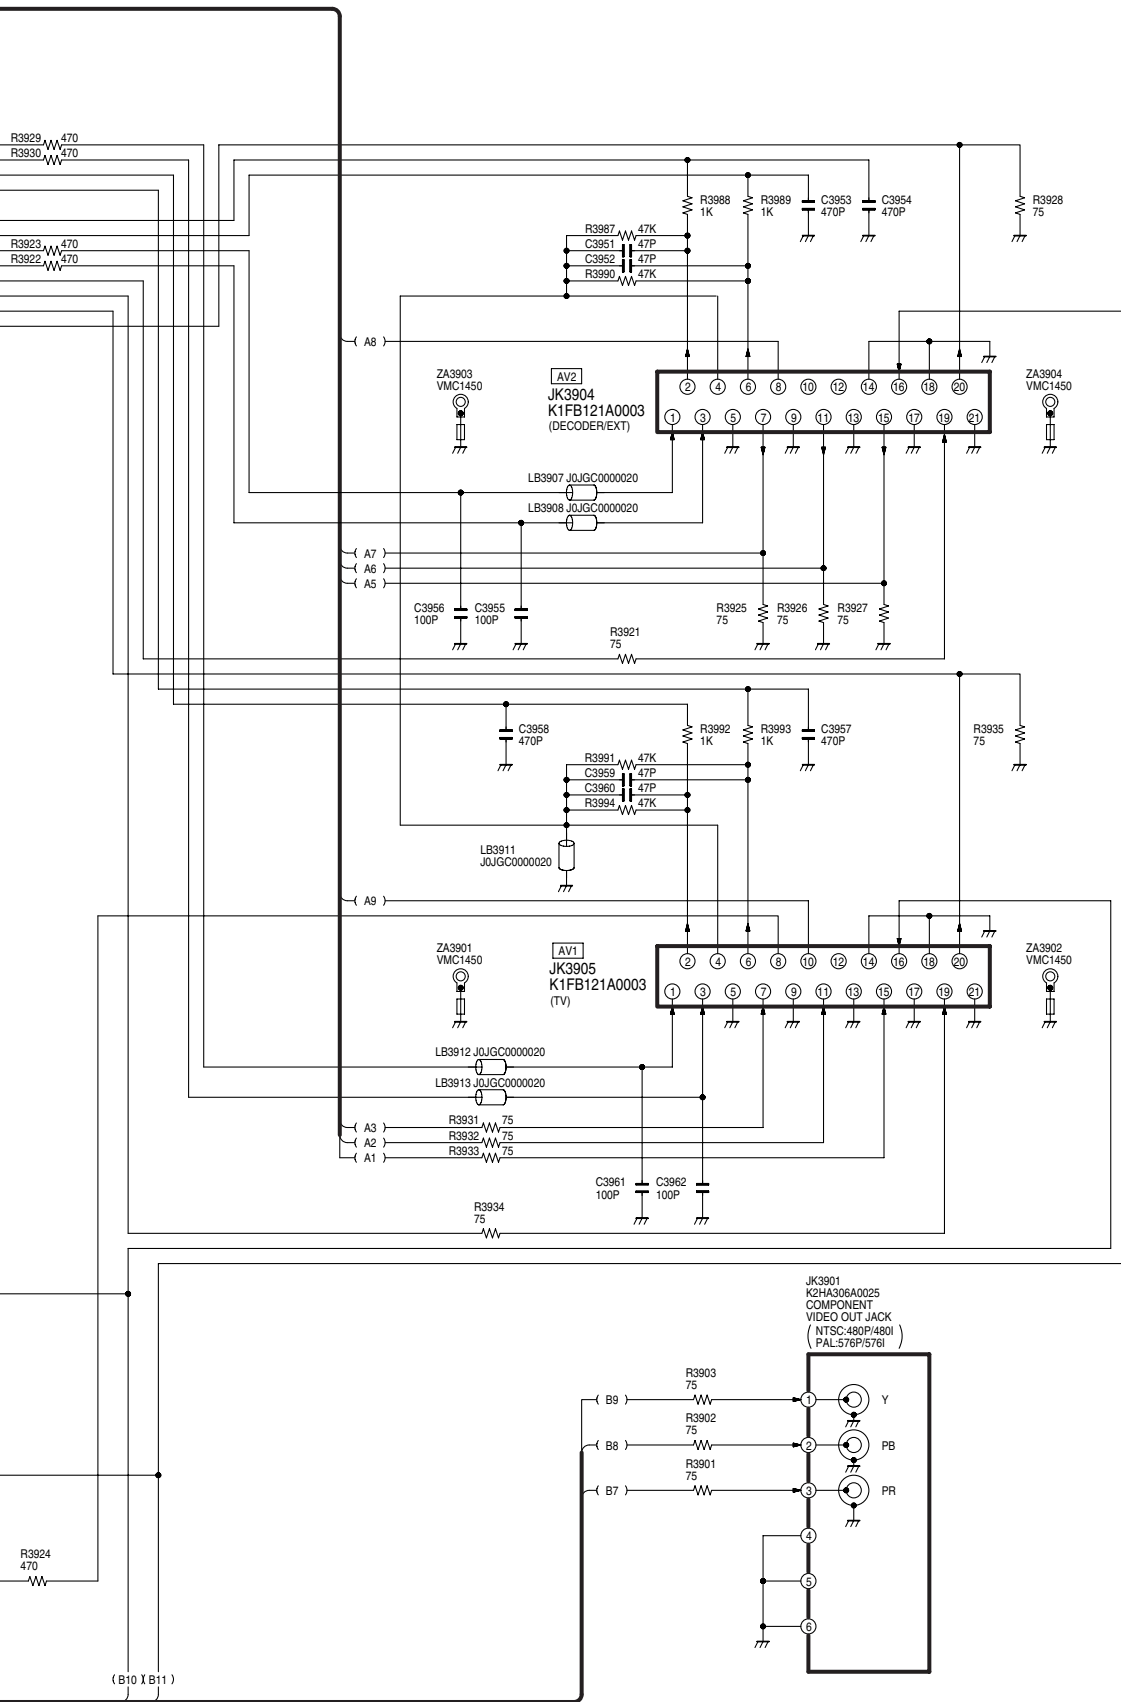 R3929 470
R3930 470
R3988
1K
R3989
1K
C3953
470P
C3954
470P
R3928
75
R3987 47K
C3951 47P
C3952 47P
R3990 47K
R3923 470
R3922 470
( A8 )
ZA3903
VMC1450
AV2
JK3904
K1FB121A0003
(DECODER/EXT)
2 4 6 8 10 12 14 16 18 20
1 3 5 7 9 11 13 15 17 19 21
ZA3904
VMC1450
LB3907 J0JGC0000020
LB3908 J0JGC0000020
( A7 )
( A6 )
( A5 )
C3956
100P
C3955
100P
R3925
75
R3926
75
R3927
75
R3921
75
C3958
470P
R3992
1K
R3993
1K
C3957
470P
R3935
75
R3991 47K
C3959 47P
C3960 47P
R3994 47K
LB3911
J0JGC0000020
( A9 )
ZA3901
VMC1450
AV1
JK3905
K1FB121A0003
(TV)
2 4 6 8 10 12 14 16 18 20
1 3 5 7 9 11 13 15 17 19 21
ZA3902
VMC1450
LB3912 J0JGC0000020
LB3913 J0JGC0000020
( A3 ) R3931 75
( A2 ) R3932 75
( A1 ) R3933 75
C3961
100P
C3962
100P
R3934
75
JK3901
K2HA306A0025
COMPONENT
VIDEO OUT JACK
( NTSC:480P/480I
PAL:576P/576I )
R3903
75
( B9 ) 1 Y
R3902
75
( B8 ) 2 PB
R3901
75
( B7 ) 3 PR
4
5
6
R3924
470
( B10 )( B11 )